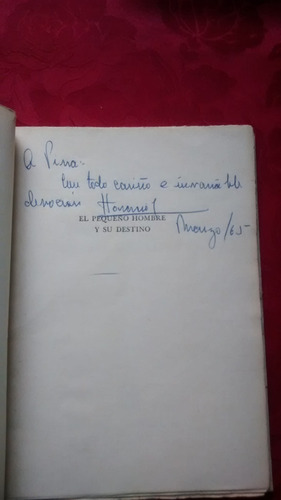 A Pina:
Con todo cariño e invariable
devoción
EL PEQUEÑO HOMBRE
Y SU DESTINO
Marzo/65